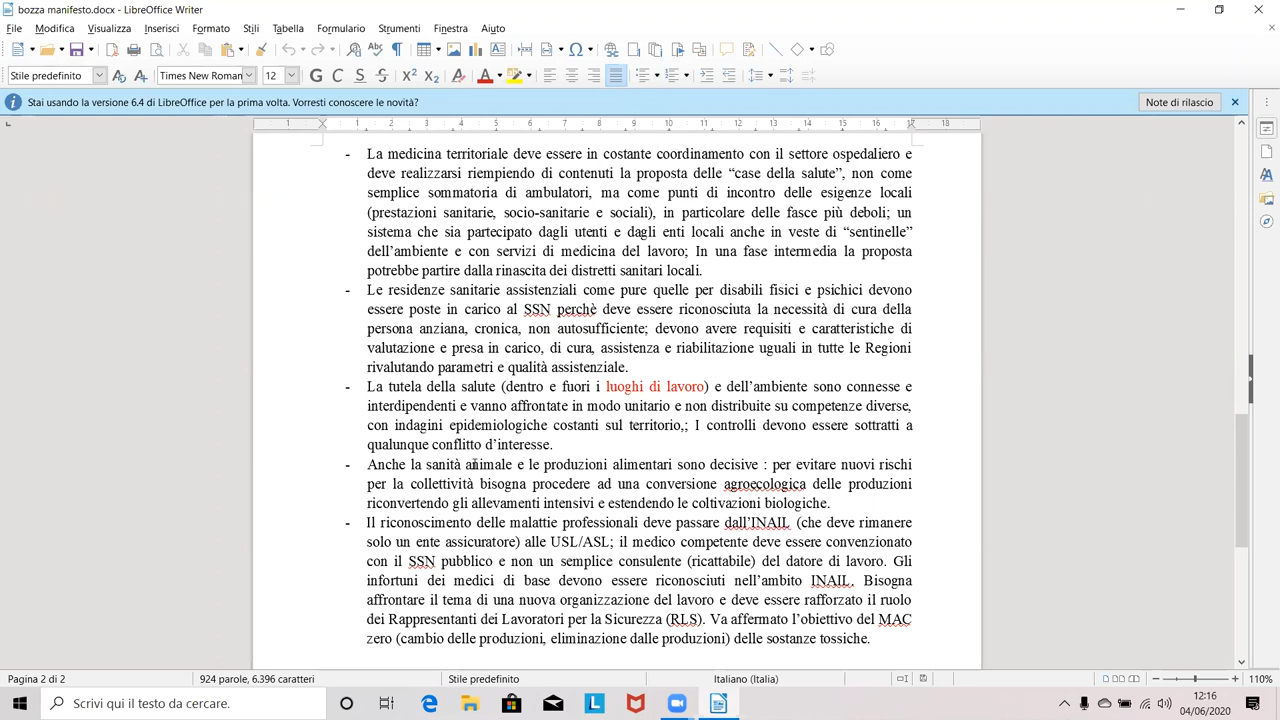 bozza manifesto.docx - LibreOffice Writer
File Modifica Visualizza Inserisci Formato Stili Tabella Formulario Strumenti Finestra Aiuto
Stile predefinito Times New Roman 12
Stai usando la versione 6.4 di LibreOffice per la prima volta. Vorresti conoscere le novità? Note di rilascio
1 1 2 3 4 5 6 7 8 9 10 11 12 13 14 15 16 17 18
- La medicina territoriale deve essere in costante coordinamento con il settore ospedaliero e
deve realizzarsi riempiendo di contenuti la proposta delle “case della salute”, non come
semplice sommatoria di ambulatori, ma come punti di incontro delle esigenze locali
(prestazioni sanitarie, socio-sanitarie e sociali), in particolare delle fasce più deboli; un
sistema che sia partecipato dagli utenti e dagli enti locali anche in veste di “sentinelle”
dell’ambiente e con servizi di medicina del lavoro; In una fase intermedia la proposta
potrebbe partire dalla rinascita dei distretti sanitari locali.
- Le residenze sanitarie assistenziali come pure quelle per disabili fisici e psichici devono
essere poste in carico al SSN perchè deve essere riconosciuta la necessità di cura della
persona anziana, cronica, non autosufficiente; devono avere requisiti e caratteristiche di
valutazione e presa in carico, di cura, assistenza e riabilitazione uguali in tutte le Regioni
rivalutando parametri e qualità assistenziale.
- La tutela della salute (dentro e fuori i luoghi di lavoro) e dell’ambiente sono connesse e
interdipendenti e vanno affrontate in modo unitario e non distribuite su competenze diverse,
con indagini epidemiologiche costanti sul territorio,; I controlli devono essere sottratti a
qualunque conflitto d’interesse.
- Anche la sanità animale e le produzioni alimentari sono decisive : per evitare nuovi rischi
per la collettività bisogna procedere ad una conversione agroecologica delle produzioni
riconvertendo gli allevamenti intensivi e estendendo le coltivazioni biologiche.
- Il riconoscimento delle malattie professionali deve passare dall’INAIL (che deve rimanere
solo un ente assicuratore) alle USL/ASL; il medico competente deve essere convenzionato
con il SSN pubblico e non un semplice consulente (ricattabile) del datore di lavoro. Gli
infortuni dei medici di base devono essere riconosciuti nell’ambito INAIL. Bisogna
affrontare il tema di una nuova organizzazione del lavoro e deve essere rafforzato il ruolo
dei Rappresentanti dei Lavoratori per la Sicurezza (RLS). Va affermato l’obiettivo del MAC
zero (cambio delle produzioni, eliminazione dalle produzioni) delle sostanze tossiche.
Pagina 2 di 2 924 parole, 6.396 caratteri Stile predefinito Italiano (Italia) 110%
Scrivi qui il testo da cercare. 12:16
04/06/2020